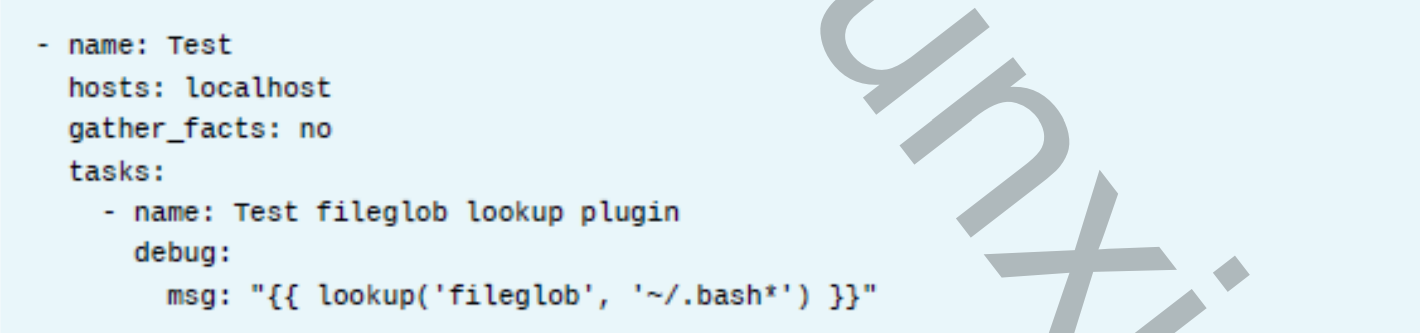 - name: Test
  hosts: localhost
  gather_facts: no
  tasks:
    - name: Test fileglob lookup plugin
      debug:
        msg: "{{ lookup('fileglob', '~/.bash*') }}"
unxi